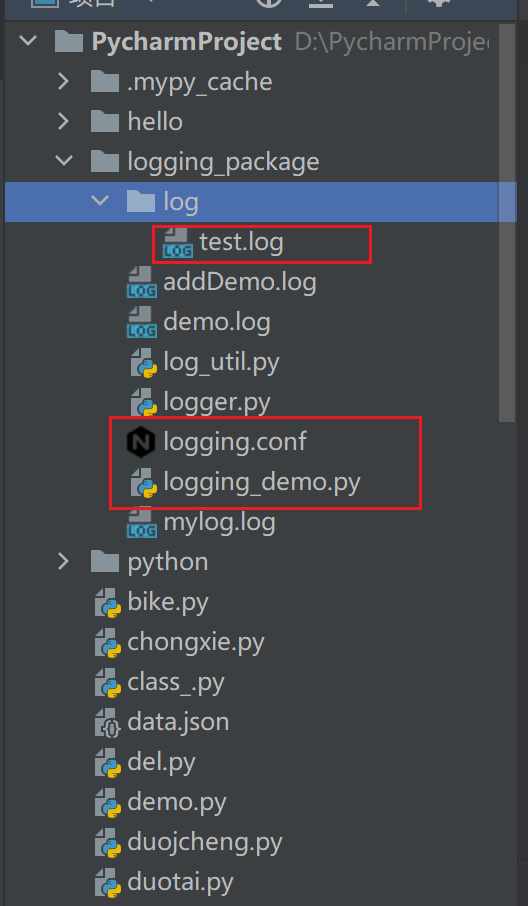 项目
PycharmProject D:\PycharmProje
.mypy_cache
hello
logging_package
log
LOG test.log
LOG addDemo.log
LOG demo.log
log_util.py
logger.py
N logging.conf
logging_demo.py
LOG mylog.log
python
bike.py
chongxie.py
class_.py
data.json
del.py
demo.py
duojcheng.py
duotai.py